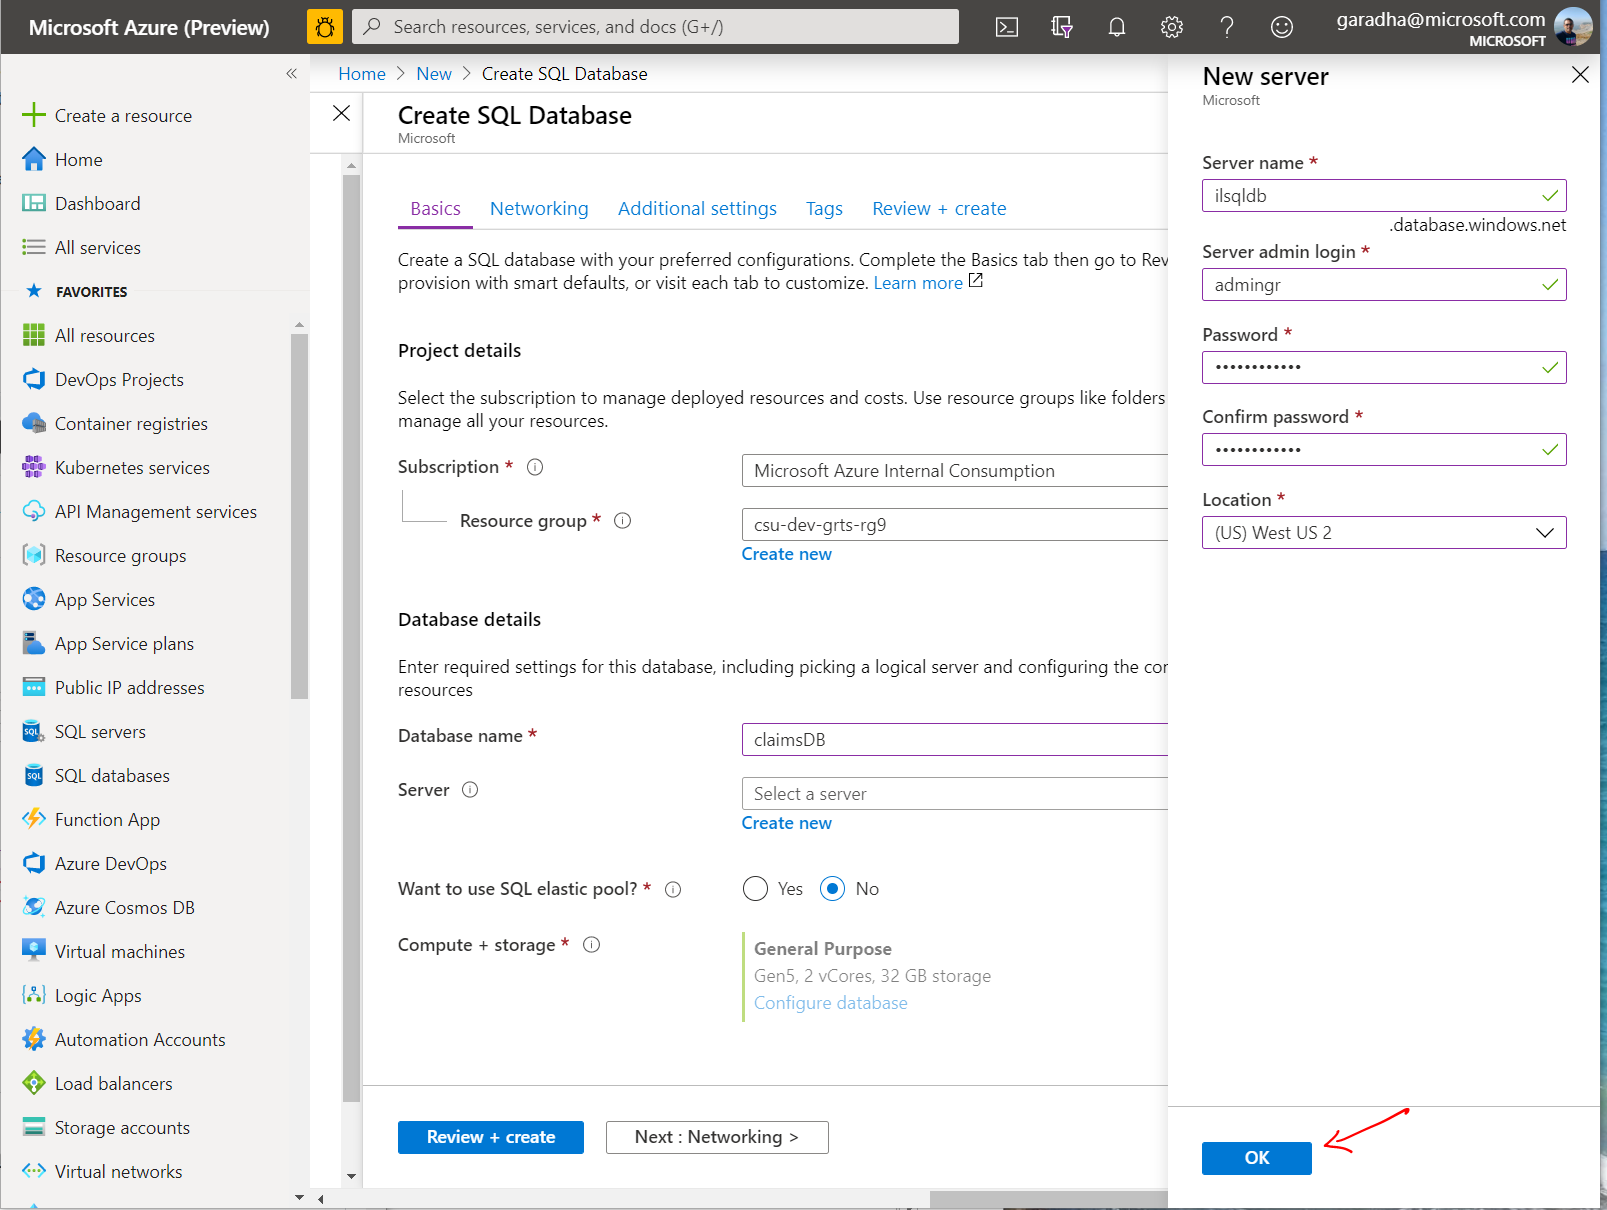 Microsoft Azure (Preview)
Search resources, services, and docs (G+/)
garadha@microsoft.com
MICROSOFT
Create a resource
Home
Dashboard
All services
FAVORITES
All resources
DevOps Projects
Container registries
Kubernetes services
API Management services
Resource groups
App Services
App Service plans
Public IP addresses
SQL servers
SQL databases
Function App
Azure DevOps
Azure Cosmos DB
Virtual machines
Logic Apps
Automation Accounts
Load balancers
Storage accounts
Virtual networks
Home > New > Create SQL Database
Create SQL Database
Microsoft
Basics Networking Additional settings Tags Review + create
Create a SQL database with your preferred configurations. Complete the Basics tab then go to Rev
provision with smart defaults, or visit each tab to customize. Learn more
Project details
Select the subscription to manage deployed resources and costs. Use resource groups like folders
manage all your resources.
Subscription *
Microsoft Azure Internal Consumption
Resource group *
csu-dev-grts-rg9
Create new
Database details
Enter required settings for this database, including picking a logical server and configuring the cor
resources
Database name *
claimsDB
Server
Select a server
Create new
Want to use SQL elastic pool? *
Yes No
Compute + storage *
General Purpose
Gen5, 2 vCores, 32 GB storage
Configure database
Review + create
Next : Networking >
New server
Microsoft
Server name *
ilsqldb
.database.windows.net
Server admin login *
admingr
Password *
••••••••••••
Confirm password *
••••••••••••
Location *
(US) West US 2
OK